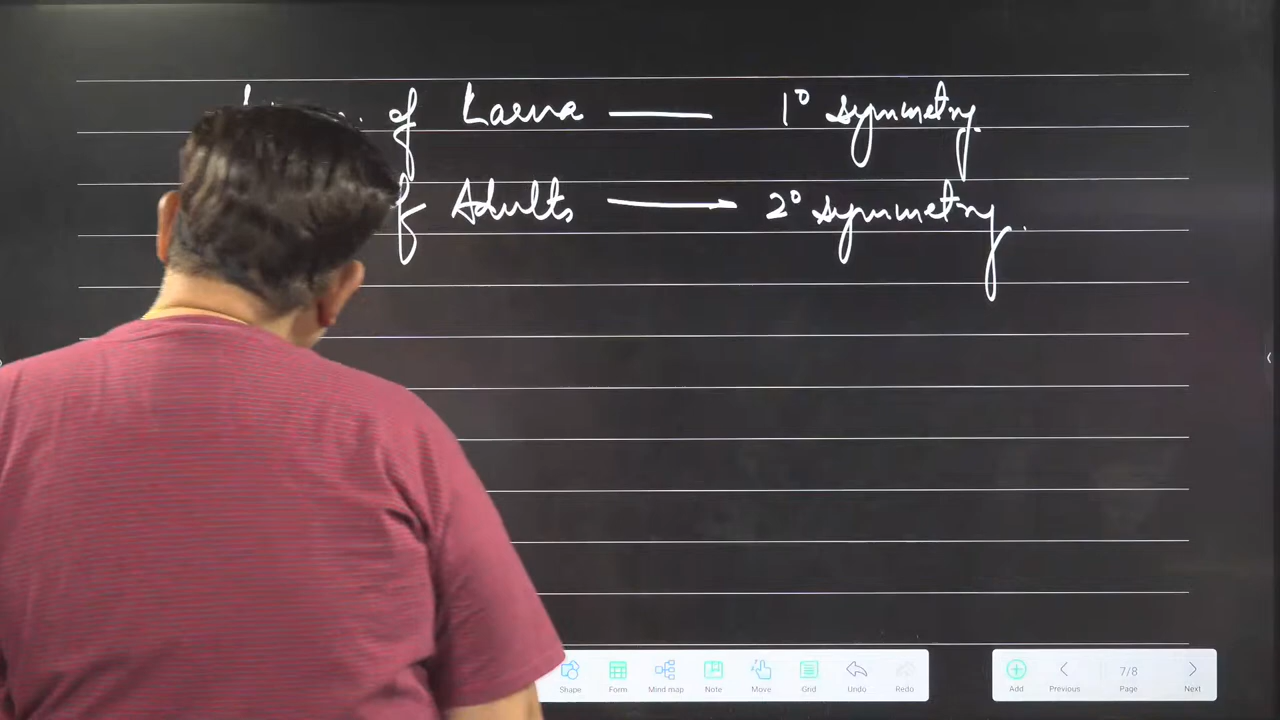 of Larva — 1° symmetry.
of Adults → 2° symmetry.
Shape Form Mind map Note Move Grid Undo Redo Add Previous 7/8 Page Next